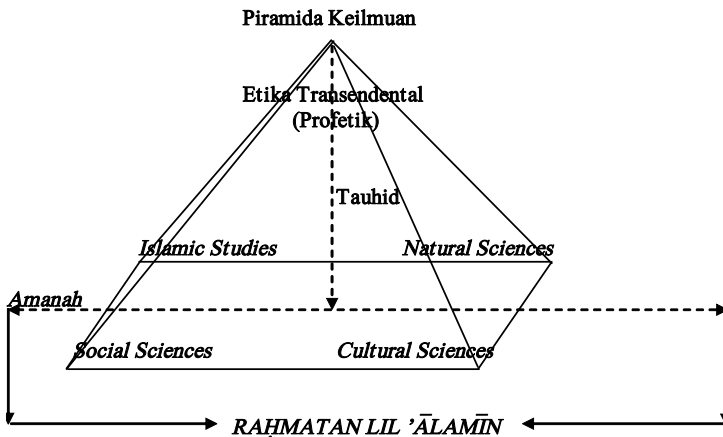 Piramida Keilmuan
Etika Transendental
(Profetik)
Tauhid
Islamic Studies
Natural Sciences
Amanah
Social Sciences
Cultural Sciences
RAḤMATAN LIL ’ĀLAMĪN